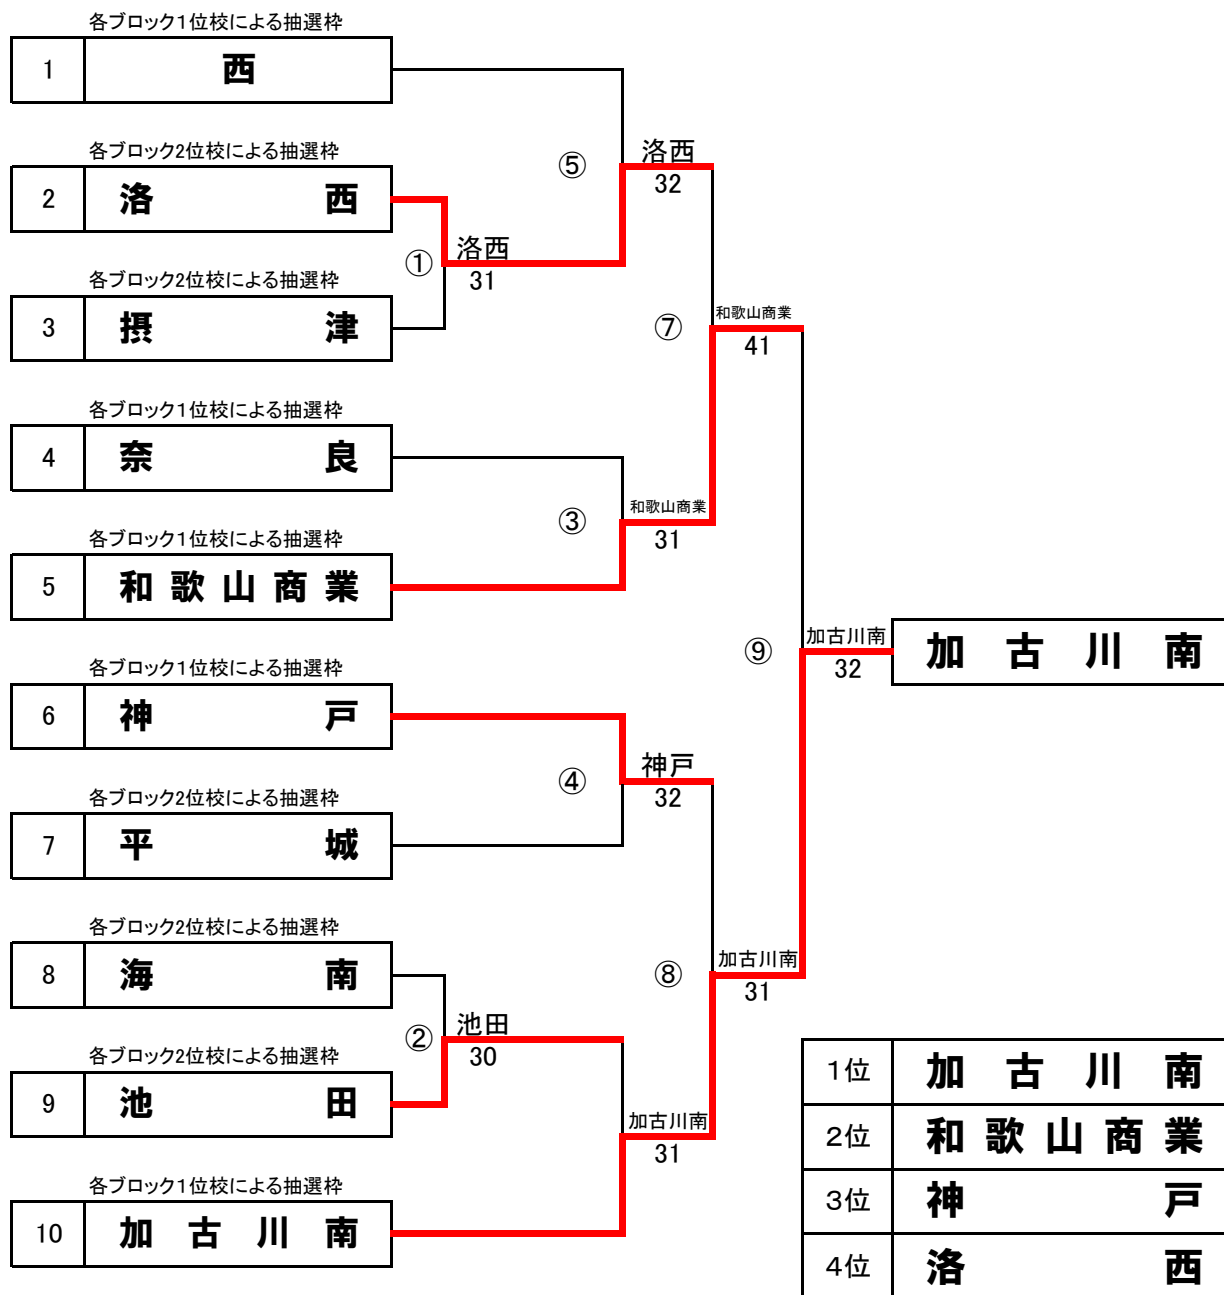 各ブロック1位校による抽選枠
1 西
各ブロック2位校による抽選枠
2 洛西
⑤ 洛西
32
① 洛西
31
各ブロック2位校による抽選枠
3 摂津
⑦ 和歌山商業
41
各ブロック1位校による抽選枠
4 奈良
③ 和歌山商業
31
各ブロック1位校による抽選枠
5 和歌山商業
⑨ 加古川南
32
加古川南
各ブロック1位校による抽選枠
6 神戸
④ 神戸
32
各ブロック2位校による抽選枠
7 平城
各ブロック2位校による抽選枠
8 海南
⑧ 加古川南
31
② 池田
30
各ブロック2位校による抽選枠
9 池田
加古川南
31
各ブロック1位校による抽選枠
10 加古川南
1位 加古川南
2位 和歌山商業
3位 神戸
4位 洛西